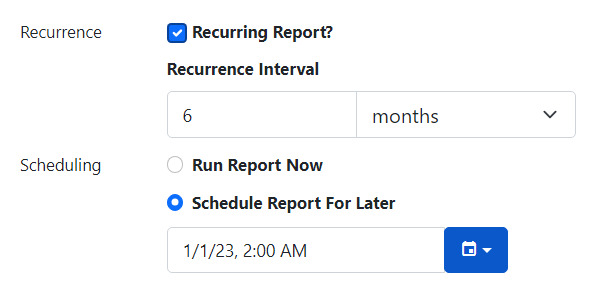 Recurrence
Recurring Report?
Recurrence Interval
6
months
Scheduling
Run Report Now
Schedule Report For Later
1/1/23, 2:00 AM